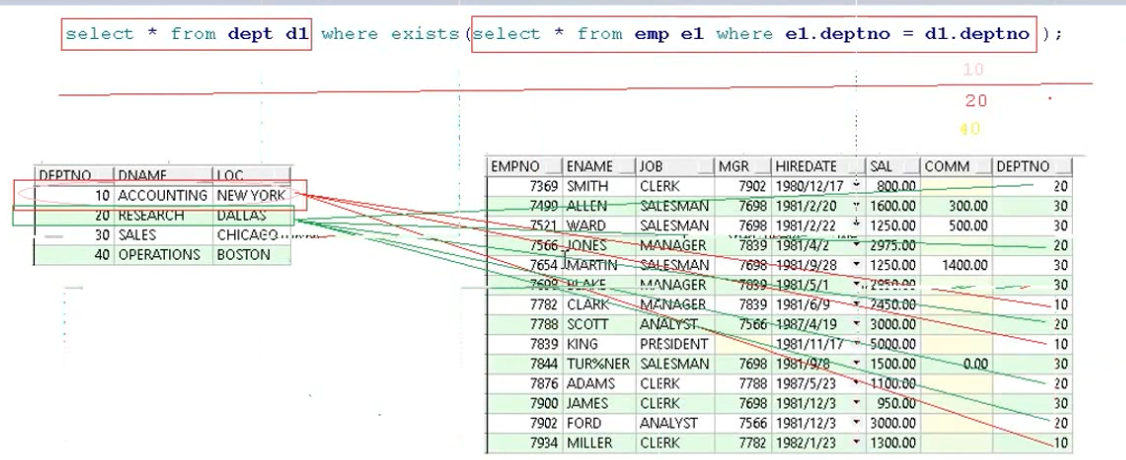 select * from dept d1 where exists(select * from emp e1 where e1.deptno = d1.deptno );
10
20
40
DEPTNO DNAME LOC
10 ACCOUNTING NEW YORK
20 RESEARCH DALLAS
30 SALES CHICAGO
40 OPERATIONS BOSTON
EMPNO ENAME JOB MGR HIREDATE SAL COMM DEPTNO
7369 SMITH CLERK 7902 1980/12/17 800.00 20
7499 ALLEN SALESMAN 7698 1981/2/20 1600.00 300.00 30
7521 WARD SALESMAN 7698 1981/2/22 1250.00 500.00 30
7566 JONES MANAGER 7839 1981/4/2 2975.00 20
7654 MARTIN SALESMAN 7698 1981/9/28 1250.00 1400.00 30
7698 BLAKE MANAGER 7839 1981/5/1 2850.00 30
7782 CLARK MANAGER 7839 1981/6/9 2450.00 10
7788 SCOTT ANALYST 7566 1987/4/19 3000.00 20
7839 KING PRESIDENT 1981/11/17 5000.00 10
7844 TUR%NER SALESMAN 7698 1981/9/8 1500.00 0.00 30
7876 ADAMS CLERK 7788 1987/5/23 1100.00 20
7900 JAMES CLERK 7698 1981/12/3 950.00 30
7902 FORD ANALYST 7566 1981/12/3 3000.00 20
7934 MILLER CLERK 7782 1982/1/23 1300.00 10